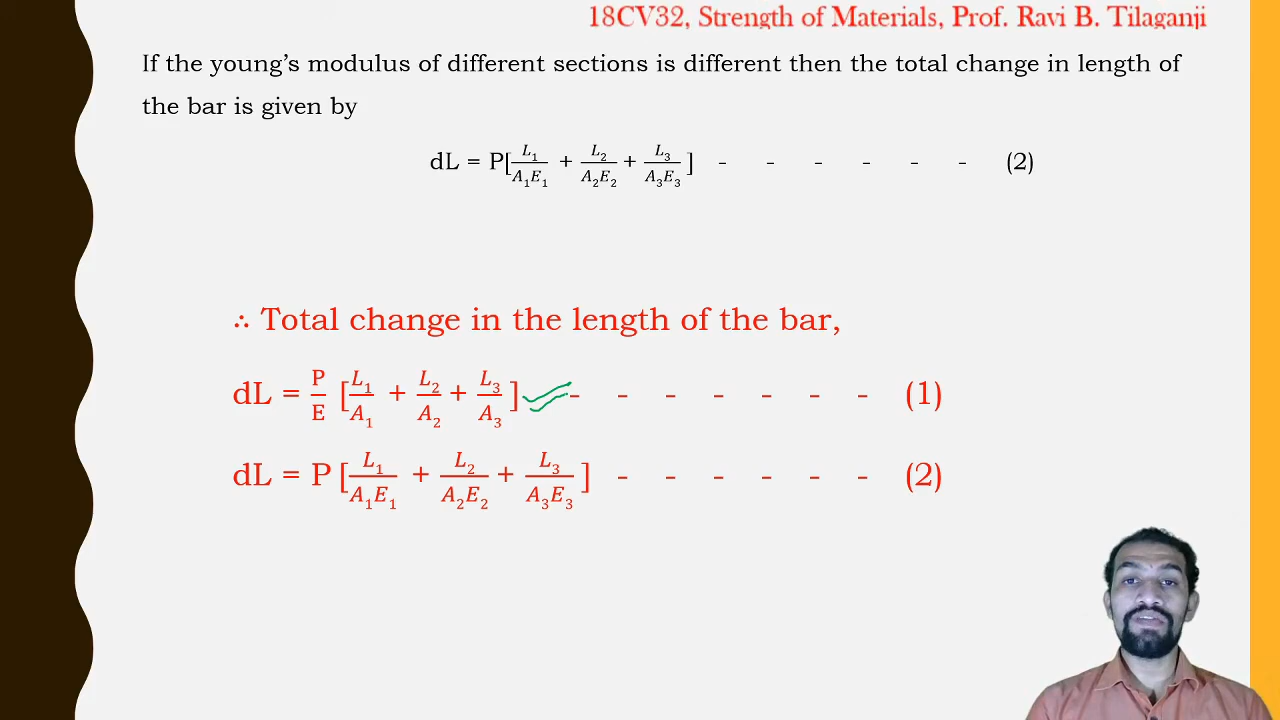 18CV32, Strength of Materials, Prof. Ravi B. Tilaganji
If the young’s modulus of different sections is different then the total change in length of
the bar is given by
dL = P[L₁/A₁E₁ + L₂/A₂E₂ + L₃/A₃E₃] - - - - - - (2)
∴ Total change in the length of the bar,
dL = P/E [L₁/A₁ + L₂/A₂ + L₃/A₃] - - - - - - - (1)
dL = P [L₁/A₁E₁ + L₂/A₂E₂ + L₃/A₃E₃] - - - - - - (2)